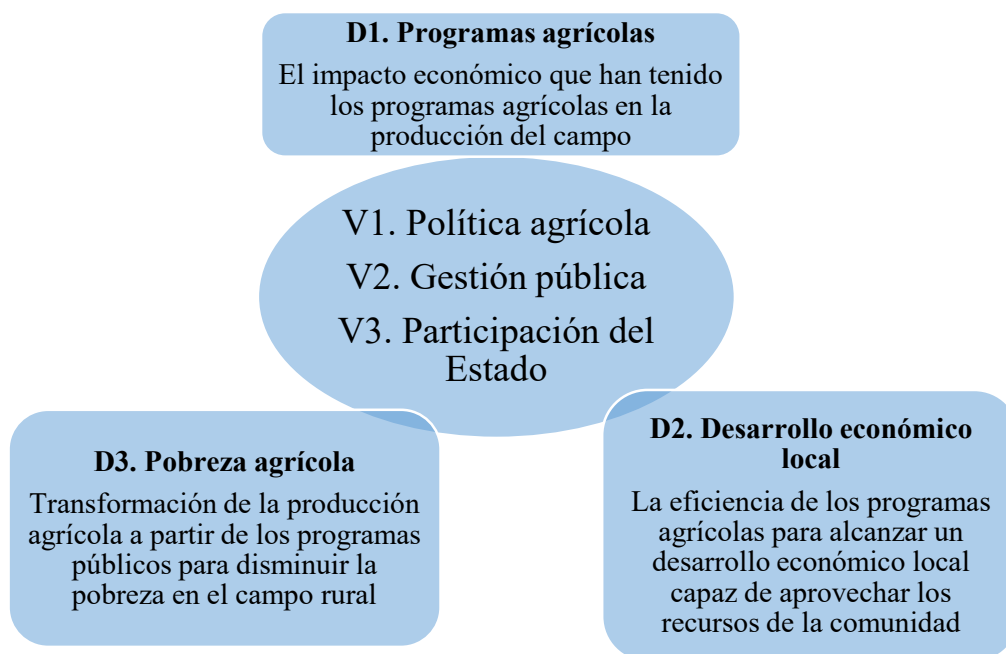 D1. Programas agrícolas
El impacto económico que han tenido
los programas agrícolas en la
producción del campo
V1. Política agrícola
V2. Gestión pública
V3. Participación del
Estado
D3. Pobreza agrícola
Transformación de la producción
agrícola a partir de los programas
públicos para disminuir la
pobreza en el campo rural
D2. Desarrollo económico
local
La eficiencia de los programas
agrícolas para alcanzar un
desarrollo económico local
capaz de aprovechar los
recursos de la comunidad